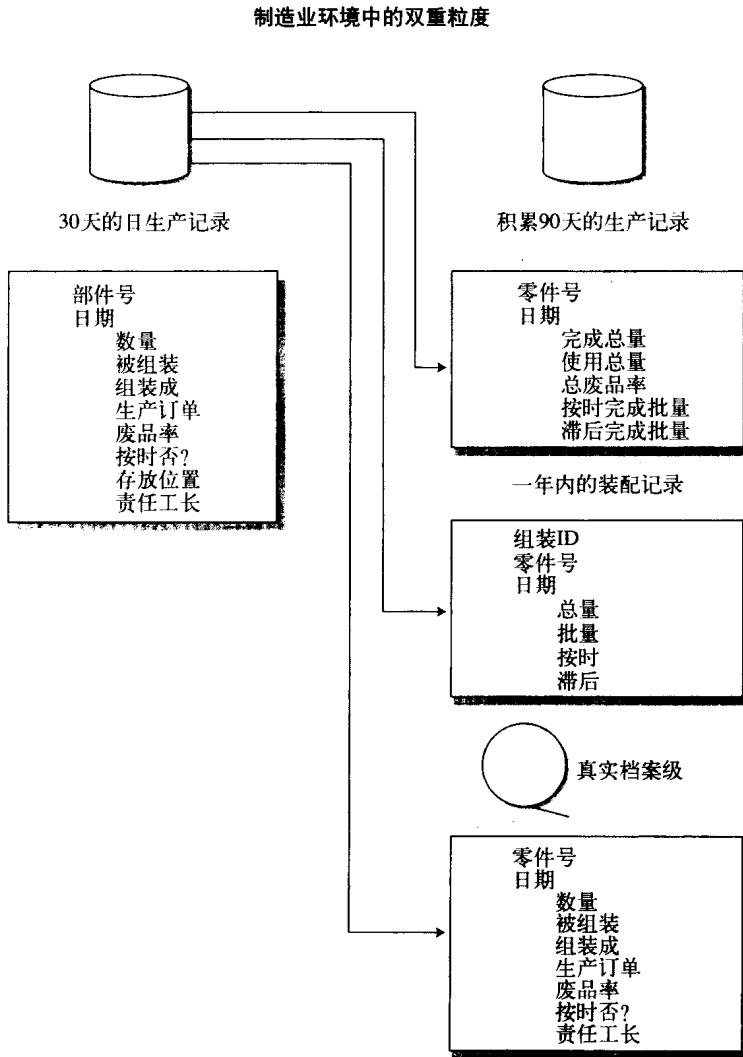 制造业环境中的双重粒度
30天的日生产记录
部件号
日期
数量
被组装
组装成
生产订单
废品率
按时否?
存放位置
责任工长
积累90天的生产记录
零件号
日期
完成总量
使用总量
总废品率
按时完成批量
滞后完成批量
一年内的装配记录
组装ID
零件号
日期
总量
批量
按时
滞后
真实档案级
零件号
日期
数量
被组装
组装成
生产订单
废品率
按时否?
责任工长